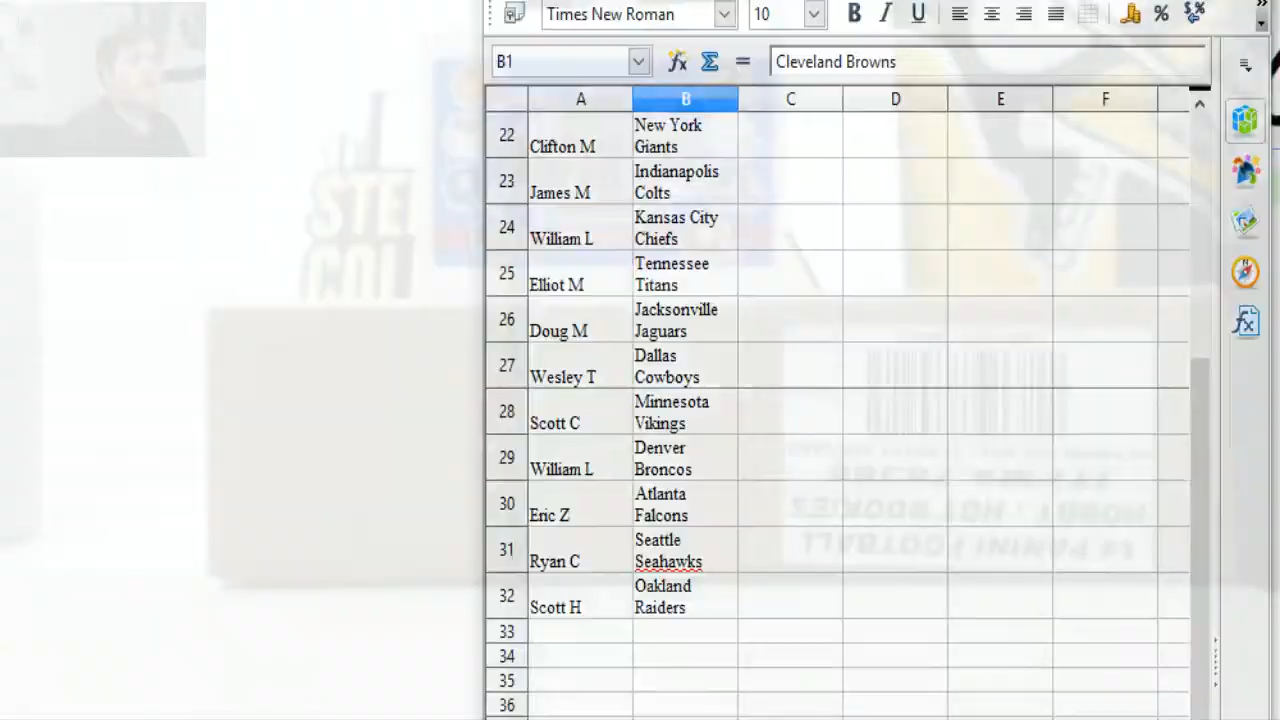 Times New Roman
10
B I U
%
B1
fx Σ =
Cleveland Browns
A B C D E F
22 Clifton M New York
Giants
23 James M Indianapolis
Colts
24 William L Kansas City
Chiefs
25 Elliot M Tennessee
Titans
26 Doug M Jacksonville
Jaguars
27 Wesley T Dallas
Cowboys
28 Scott C Minnesota
Vikings
29 William L Denver
Broncos
30 Eric Z Atlanta
Falcons
31 Ryan C Seattle
Seahawks
32 Scott H Oakland
Raiders
33
34
35
36